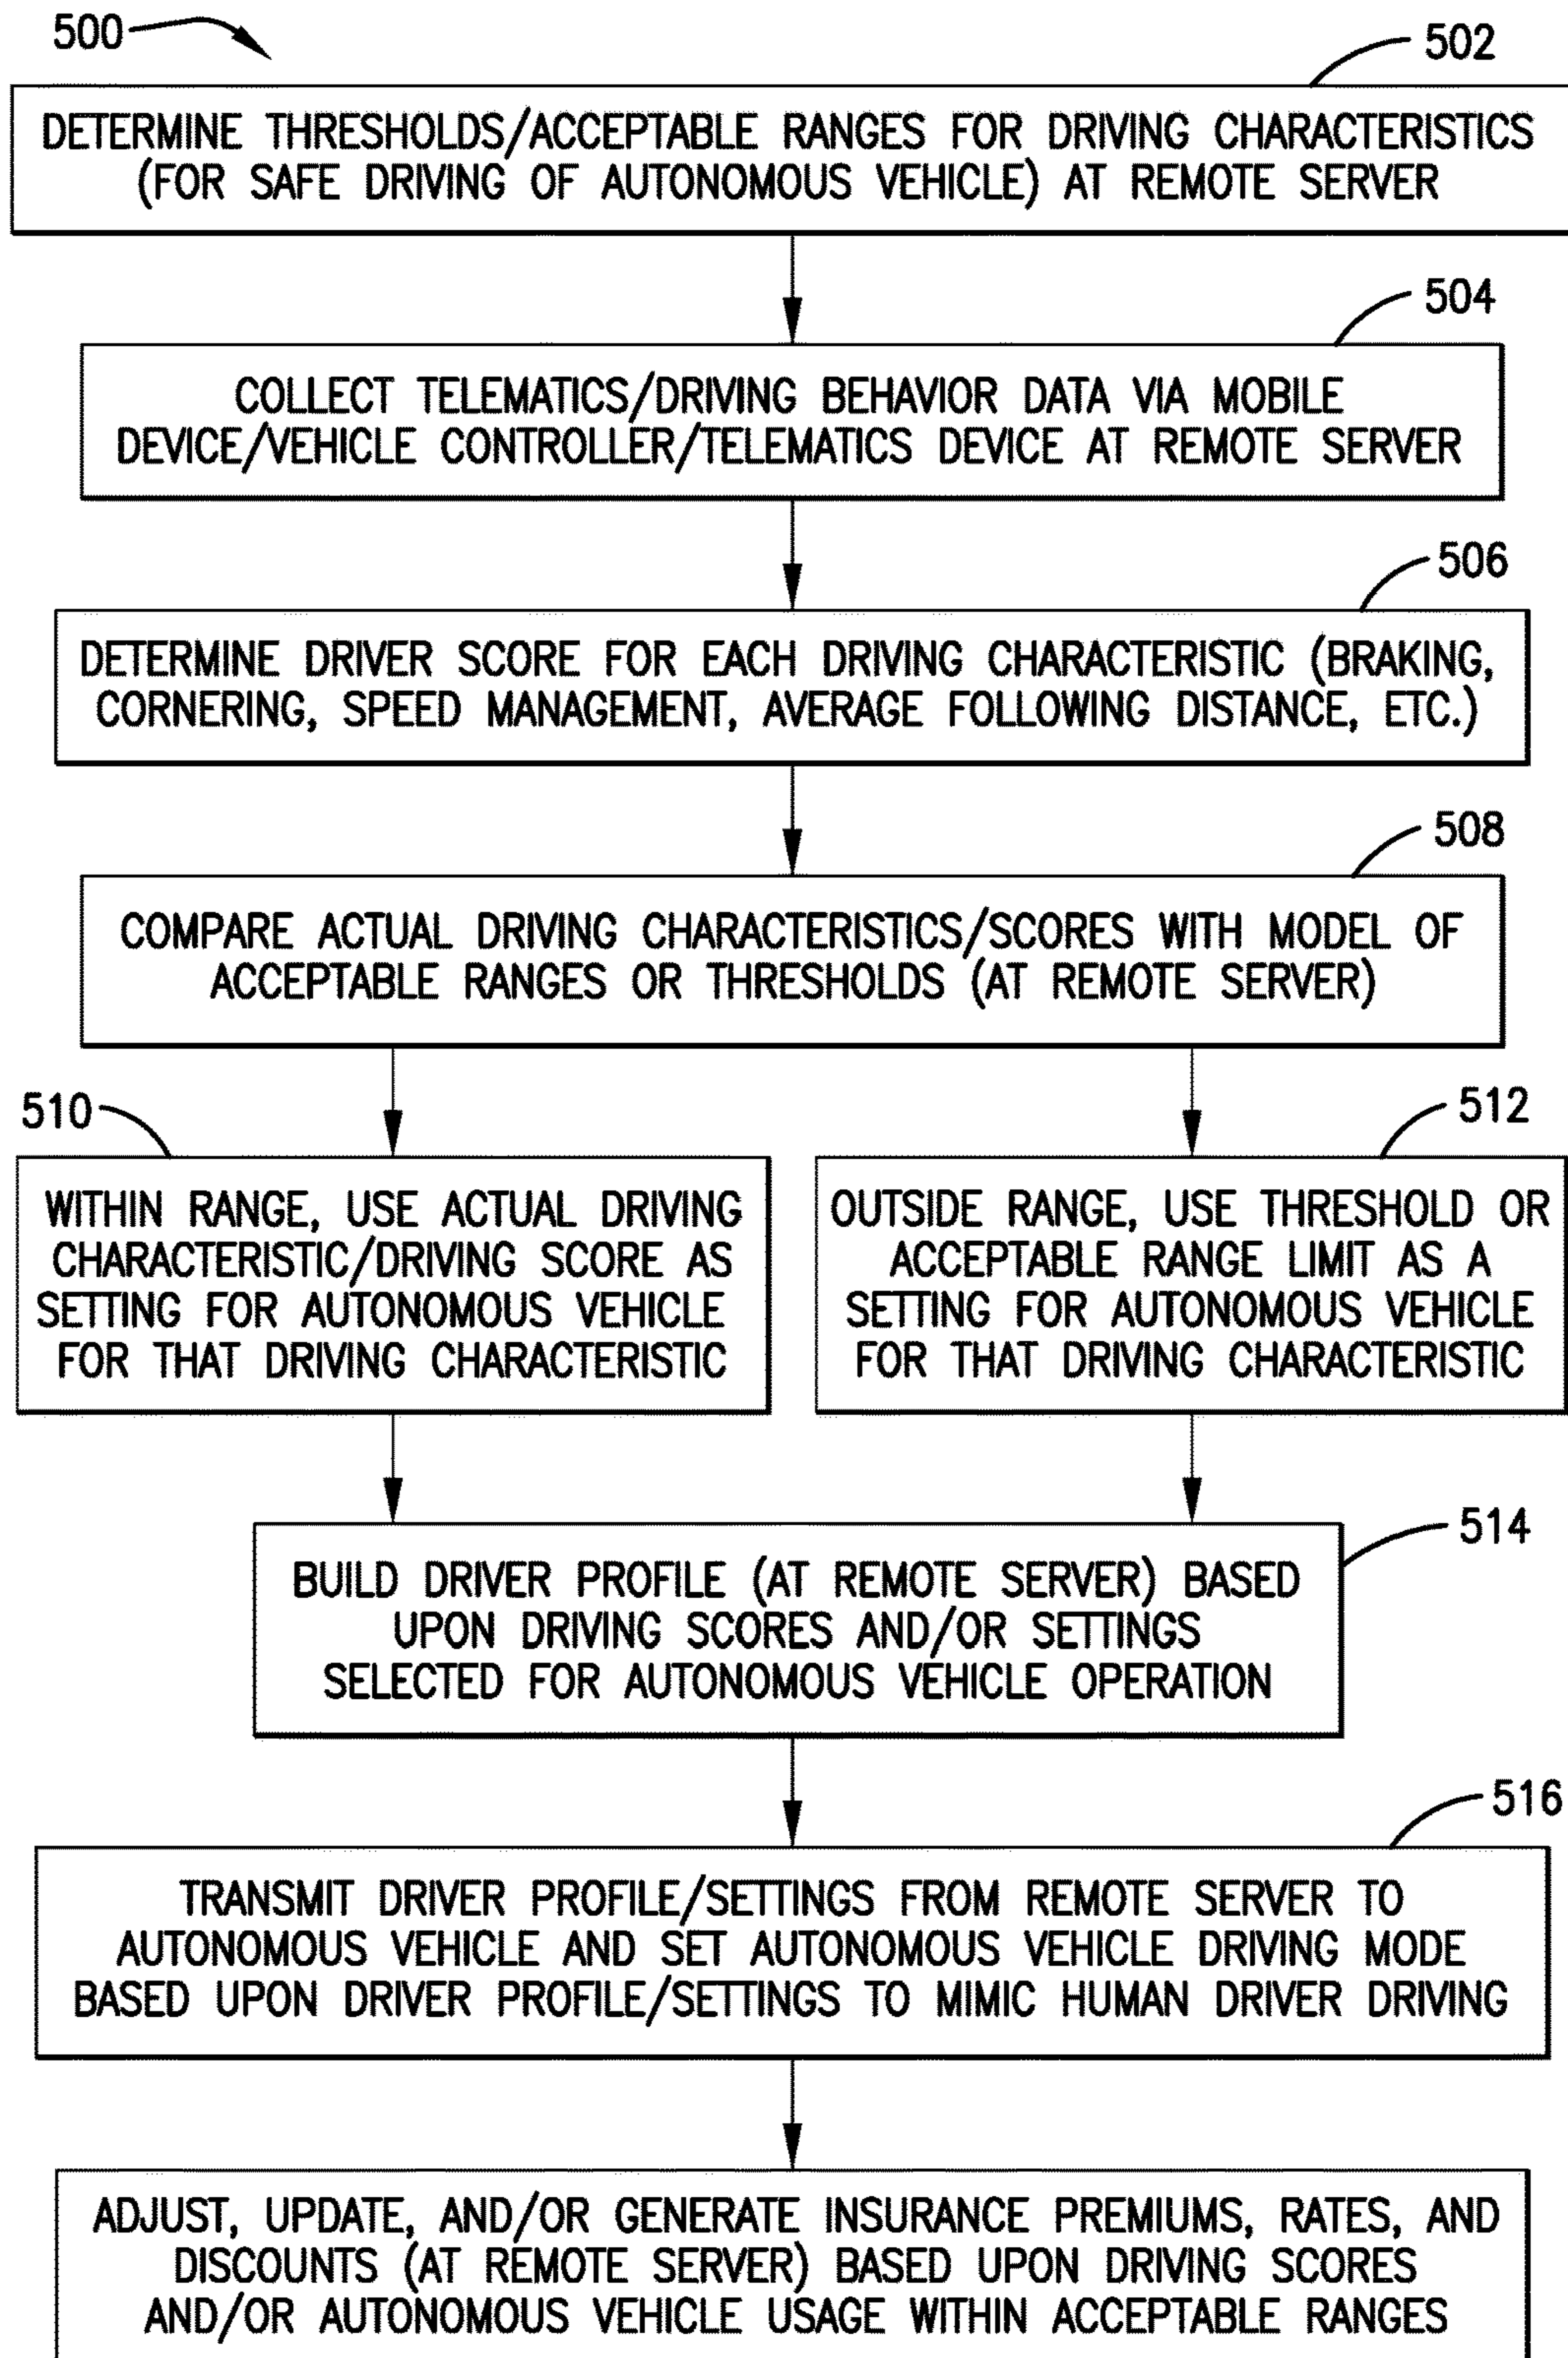 500
502
DETERMINE THRESHOLDS/ACCEPTABLE RANGES FOR DRIVING CHARACTERISTICS
(FOR SAFE DRIVING OF AUTONOMOUS VEHICLE) AT REMOTE SERVER
504
COLLECT TELEMATICS/DRIVING BEHAVIOR DATA VIA MOBILE
DEVICE/VEHICLE CONTROLLER/TELEMATICS DEVICE AT REMOTE SERVER
506
DETERMINE DRIVER SCORE FOR EACH DRIVING CHARACTERISTIC (BRAKING,
CORNERING, SPEED MANAGEMENT, AVERAGE FOLLOWING DISTANCE, ETC.)
508
COMPARE ACTUAL DRIVING CHARACTERISTICS/SCORES WITH MODEL OF
ACCEPTABLE RANGES OR THRESHOLDS (AT REMOTE SERVER)
510
WITHIN RANGE, USE ACTUAL DRIVING
CHARACTERISTIC/DRIVING SCORE AS
SETTING FOR AUTONOMOUS VEHICLE
FOR THAT DRIVING CHARACTERISTIC
512
OUTSIDE RANGE, USE THRESHOLD OR
ACCEPTABLE RANGE LIMIT AS A
SETTING FOR AUTONOMOUS VEHICLE
FOR THAT DRIVING CHARACTERISTIC
514
BUILD DRIVER PROFILE (AT REMOTE SERVER) BASED
UPON DRIVING SCORES AND/OR SETTINGS
SELECTED FOR AUTONOMOUS VEHICLE OPERATION
516
TRANSMIT DRIVER PROFILE/SETTINGS FROM REMOTE SERVER TO
AUTONOMOUS VEHICLE AND SET AUTONOMOUS VEHICLE DRIVING MODE
BASED UPON DRIVER PROFILE/SETTINGS TO MIMIC HUMAN DRIVER DRIVING
ADJUST, UPDATE, AND/OR GENERATE INSURANCE PREMIUMS, RATES, AND
DISCOUNTS (AT REMOTE SERVER) BASED UPON DRIVING SCORES
AND/OR AUTONOMOUS VEHICLE USAGE WITHIN ACCEPTABLE RANGES